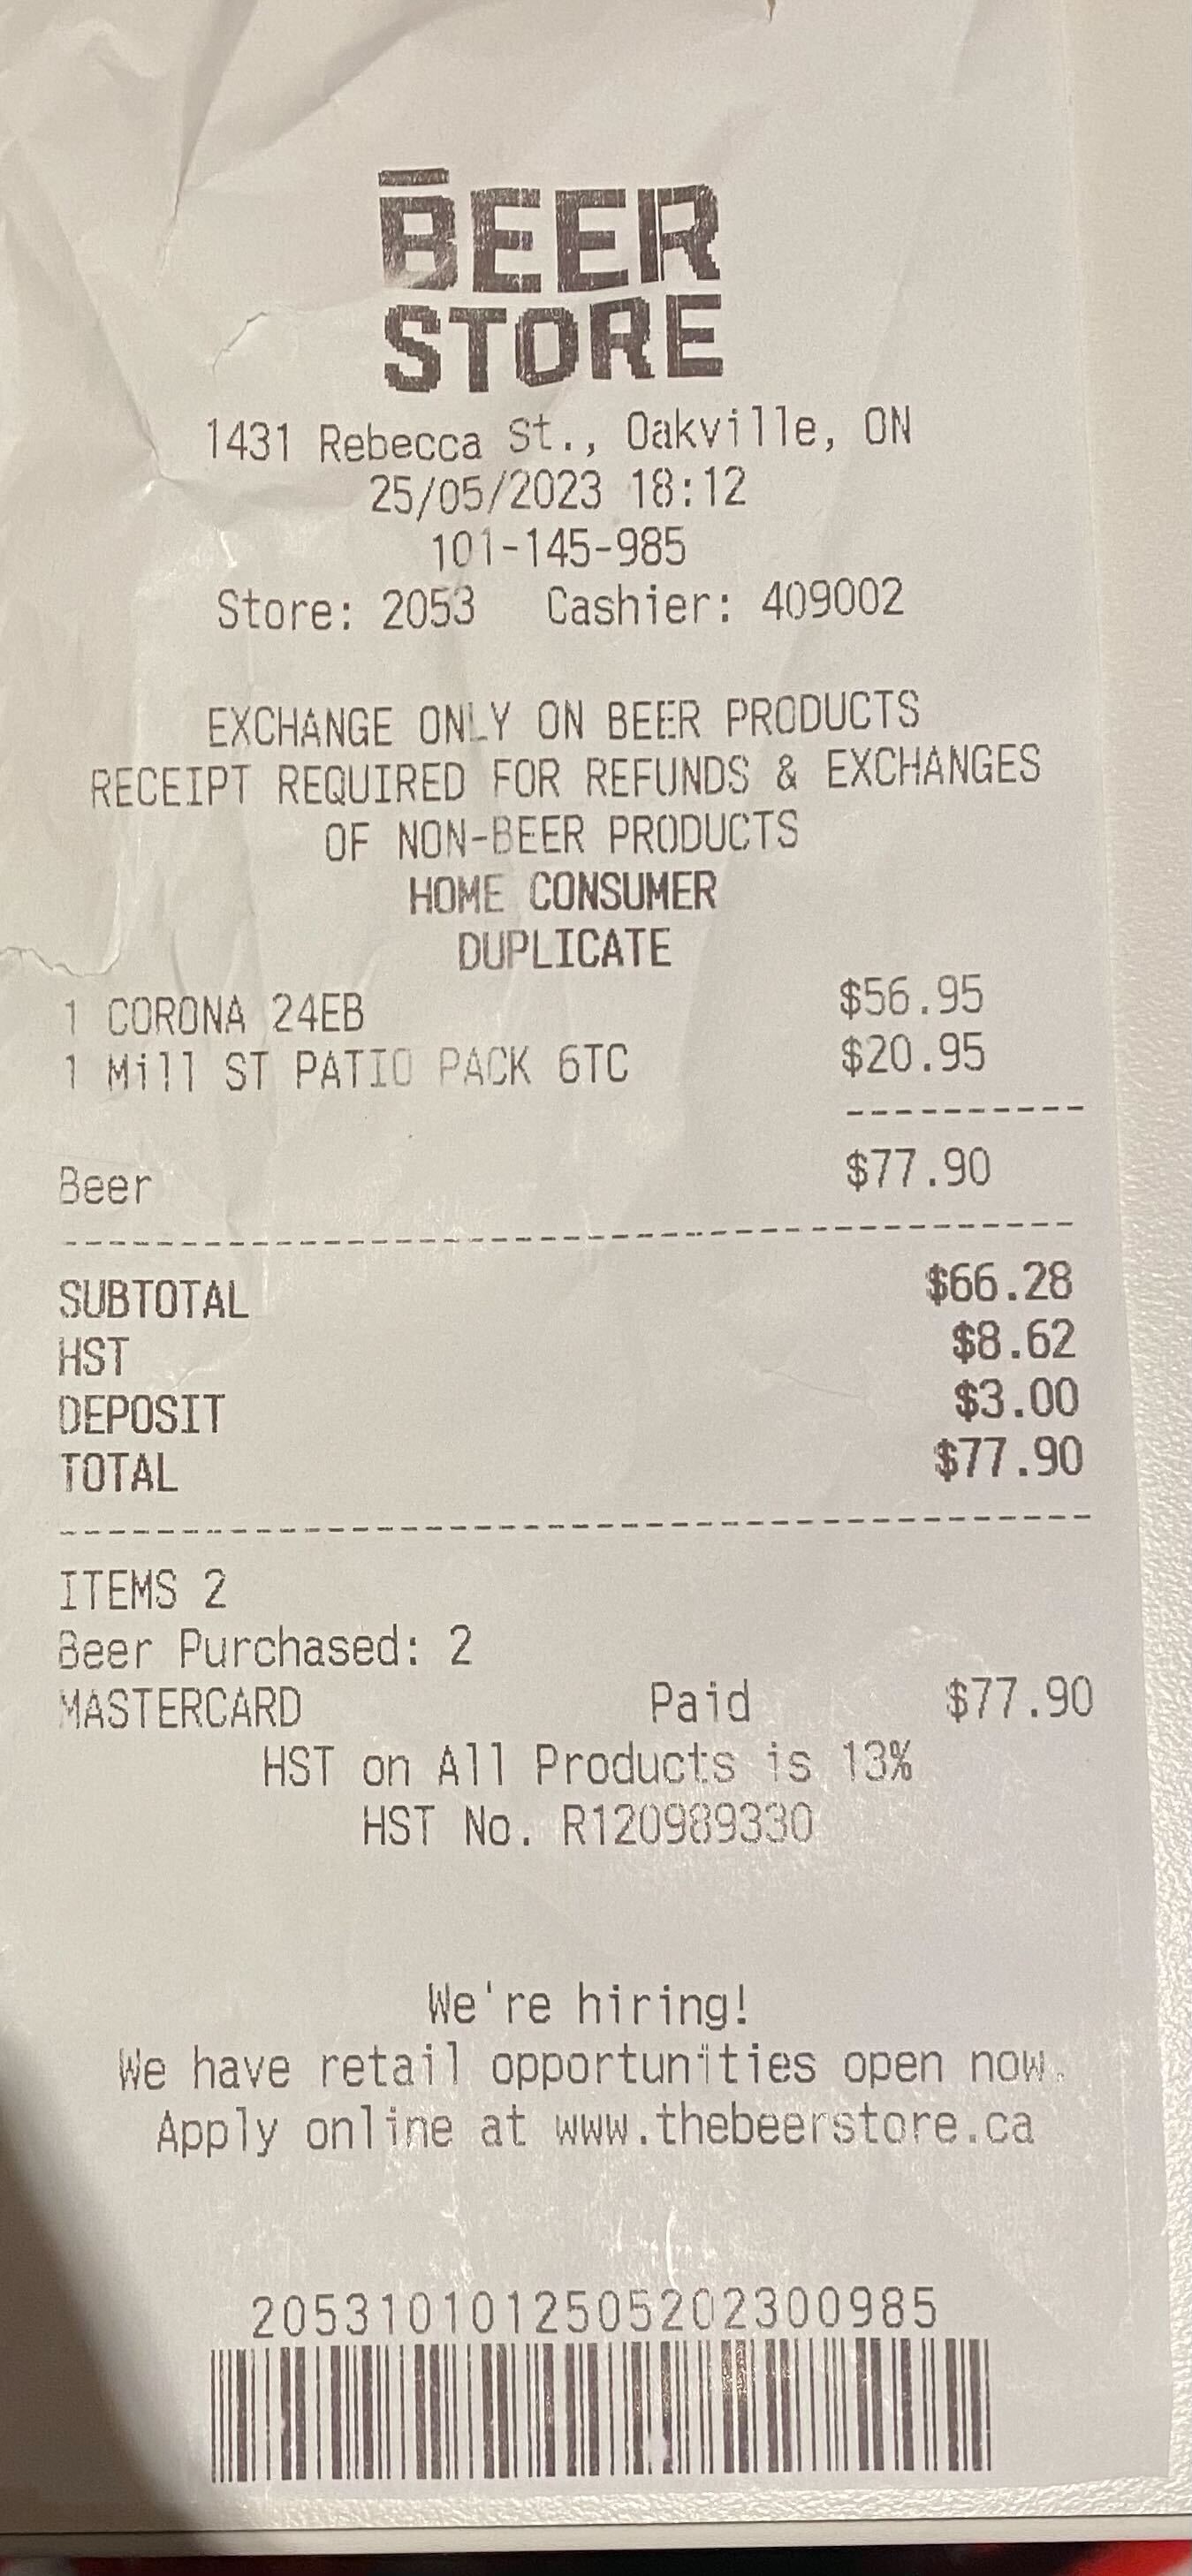 BEER
STORE
1431 Rebecca St., Oakville, ON
25/05/2023 18:12
101-145-985
Store: 2053 Cashier: 409002
EXCHANGE ONLY ON BEER PRODUCTS
RECEIPT REQUIRED FOR REFUNDS & EXCHANGES
OF NON-BEER PRODUCTS
HOME CONSUMER
DUPLICATE
1 CORONA 24EB $56.95
1 Mill ST PATIO PACK 6TC $20.95
----------
Beer $77.90
SUBTOTAL $66.28
HST $8.62
DEPOSIT $3.00
TOTAL $77.90
ITEMS 2
Beer Purchased: 2
MASTERCARD Paid $77.90
HST on All Products is 13%
HST No. R120989330
We're hiring!
We have retail opportunities open now.
Apply online at www.thebeerstore.ca
2053101012505202300985